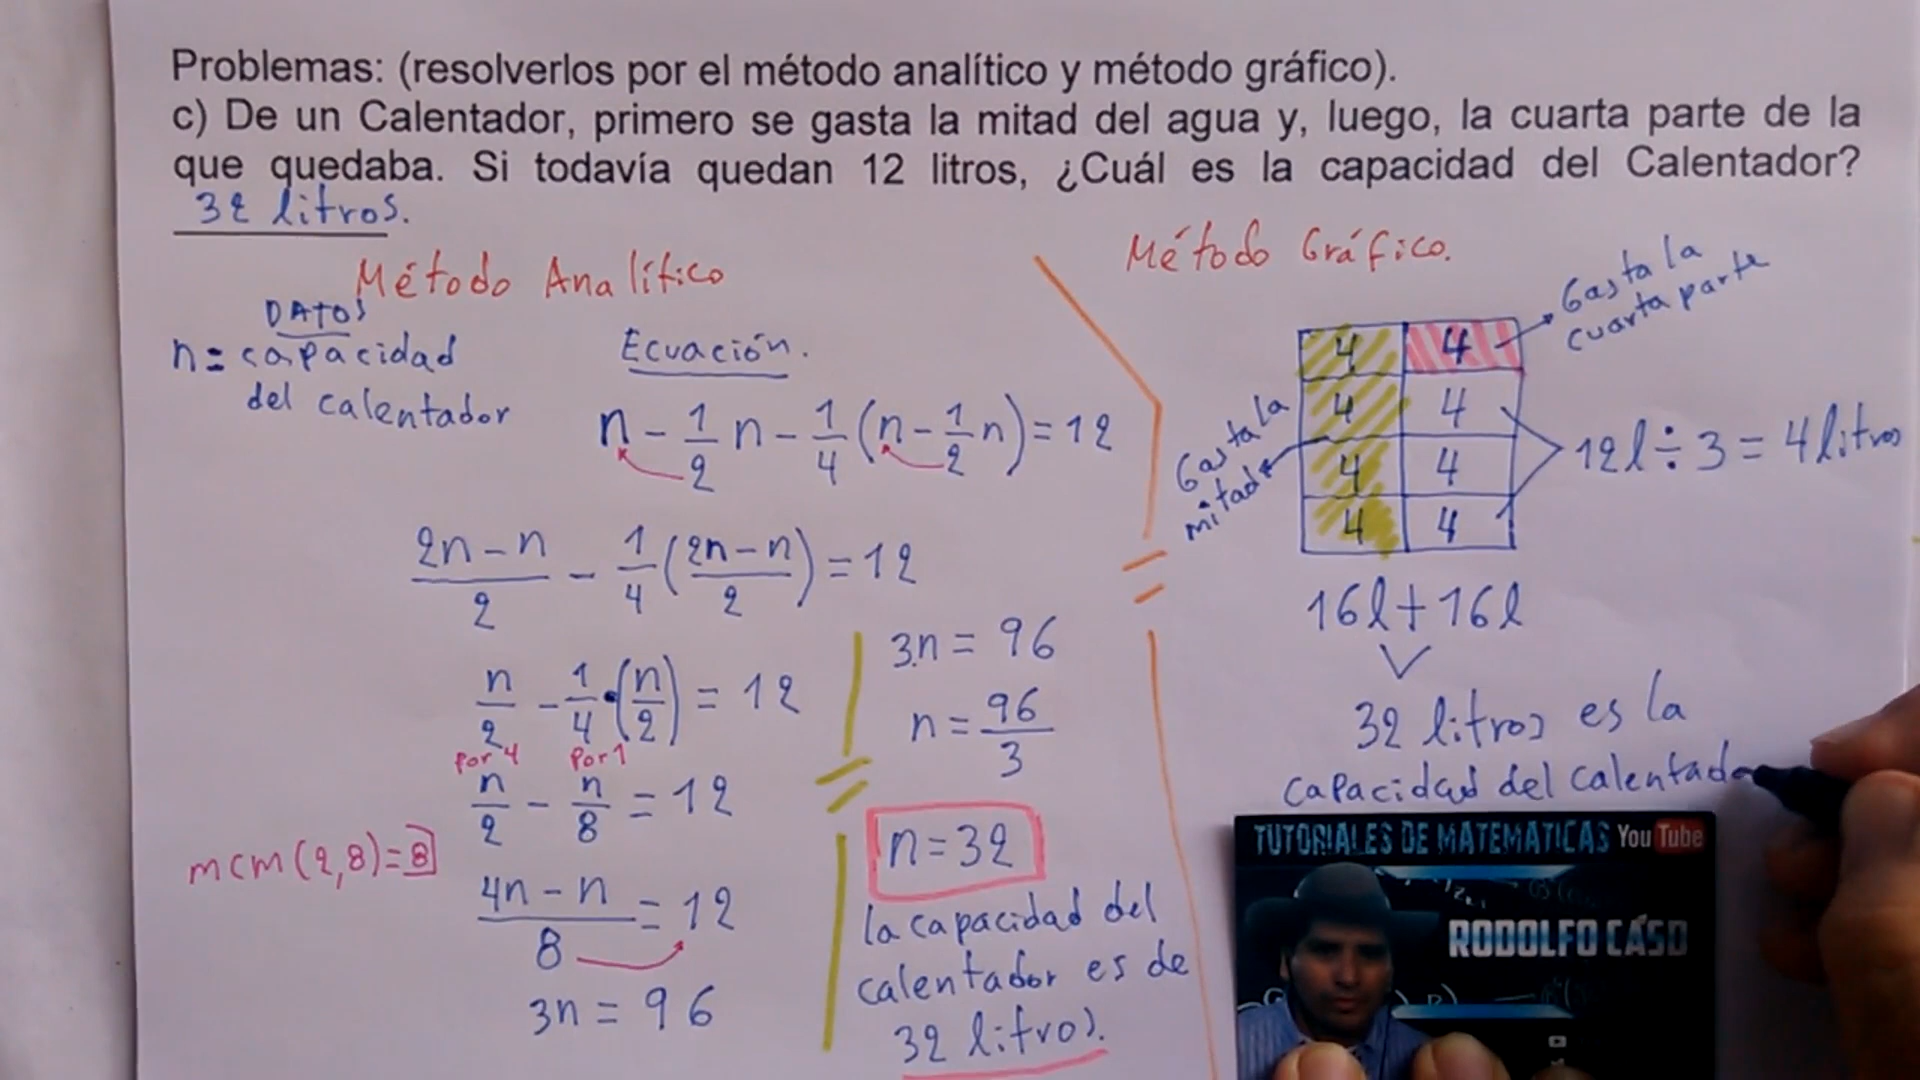 Problemas: (resolverlos por el método analítico y método gráfico).
c) De un Calentador, primero se gasta la mitad del agua y, luego, la cuarta parte de la
que quedaba. Si todavía quedan 12 litros, ¿Cuál es la capacidad del Calentador?
32 litros.
Método Analítico
DATOS
n = capacidad
del calentador
Ecuación.
n - 1/2 n - 1/4 (n - 1/2 n) = 12
(2n - n)/2 - 1/4 ((2n - n)/2) = 12
n/2 - 1/4 · (n/2) = 12
por 4 por 1
n/2 - n/8 = 12
mcm (2,8) = 8
(4n - n)/8 = 12
3n = 96
3n = 96
n = 96/3
n = 32
la capacidad del
calentador es de
32 litros.
Método Gráfico.
Gasta la
cuarta parte
Gasta la
mitad
4 4
4 4
4 4
4 4
12l ÷ 3 = 4 litros
16l + 16l
32 litros es la
capacidad del calentado
TUTORIALES DE MATEMATICAS You Tube
RODOLFO CASO